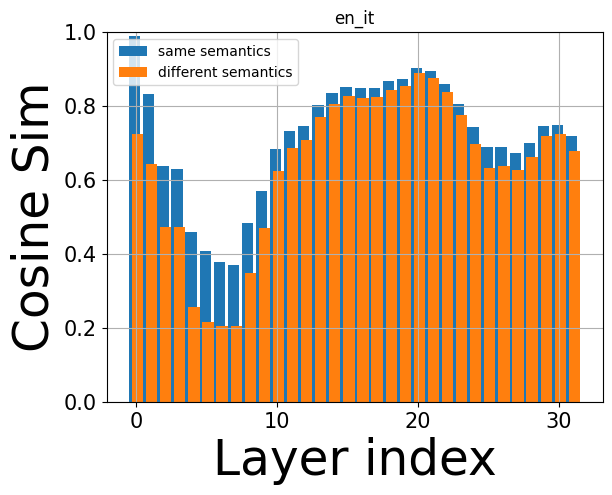 en_it
same semantics
different semantics
Cosine Sim
1.0
0.8
0.6
0.4
0.2
0.0
0 10 20 30
Layer index